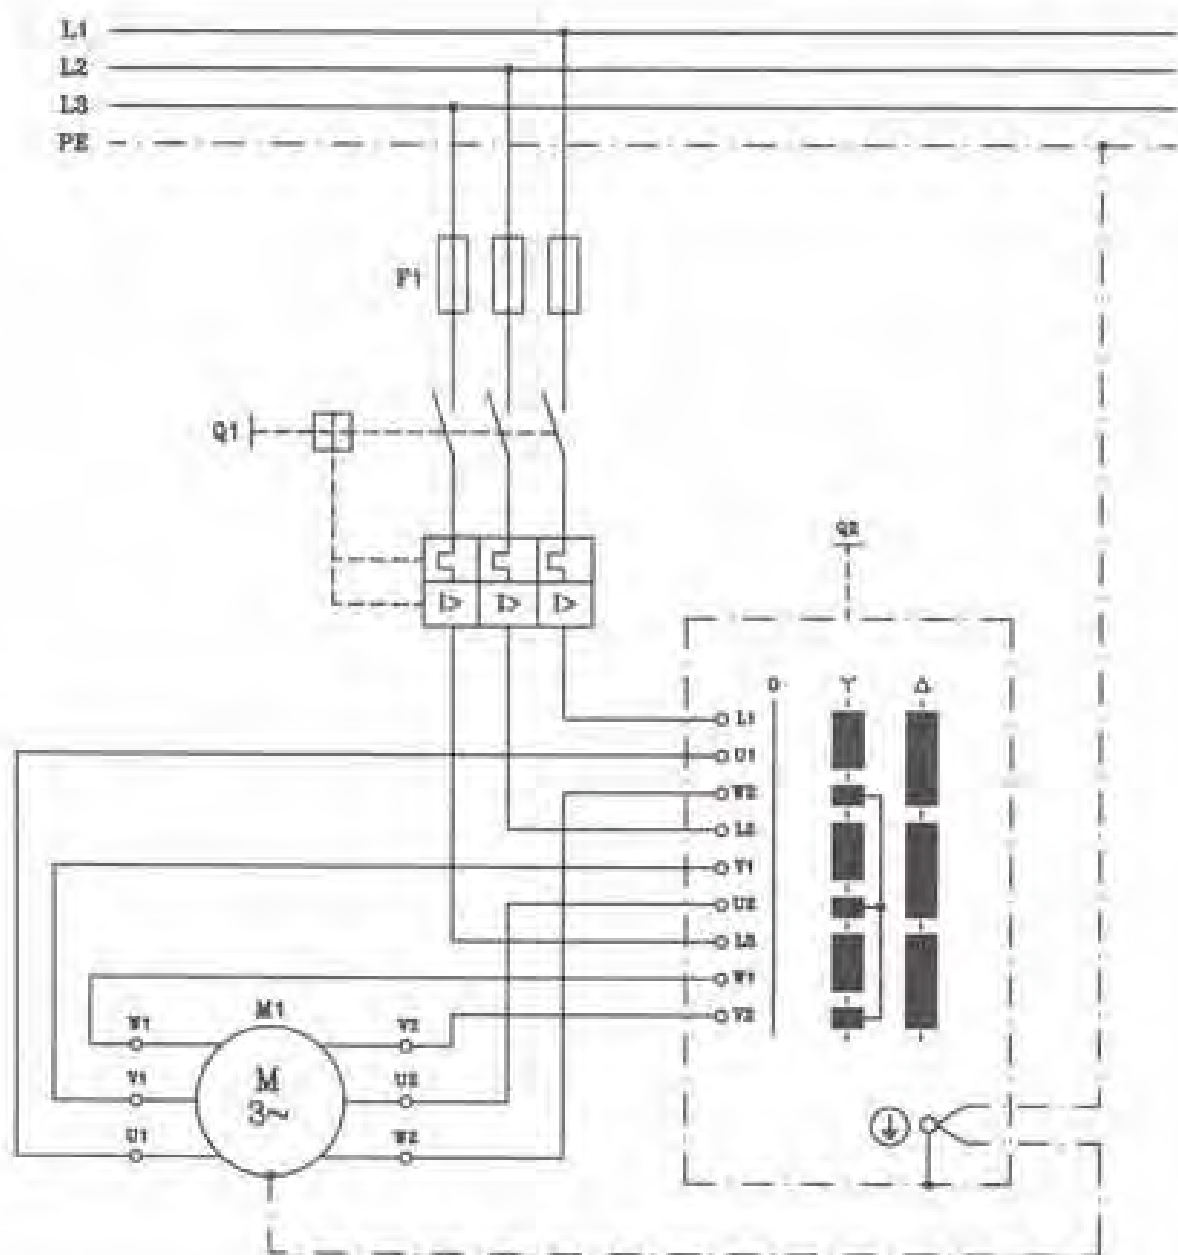 L1
L2
L3
PE
F1
Q1
I> I> I>
Q2
0 Y Δ
L1
U1
W2
L2
V1
U2
L3
W1
V2
M1
W1 V2
M
3~
V1 U2
U1 W2